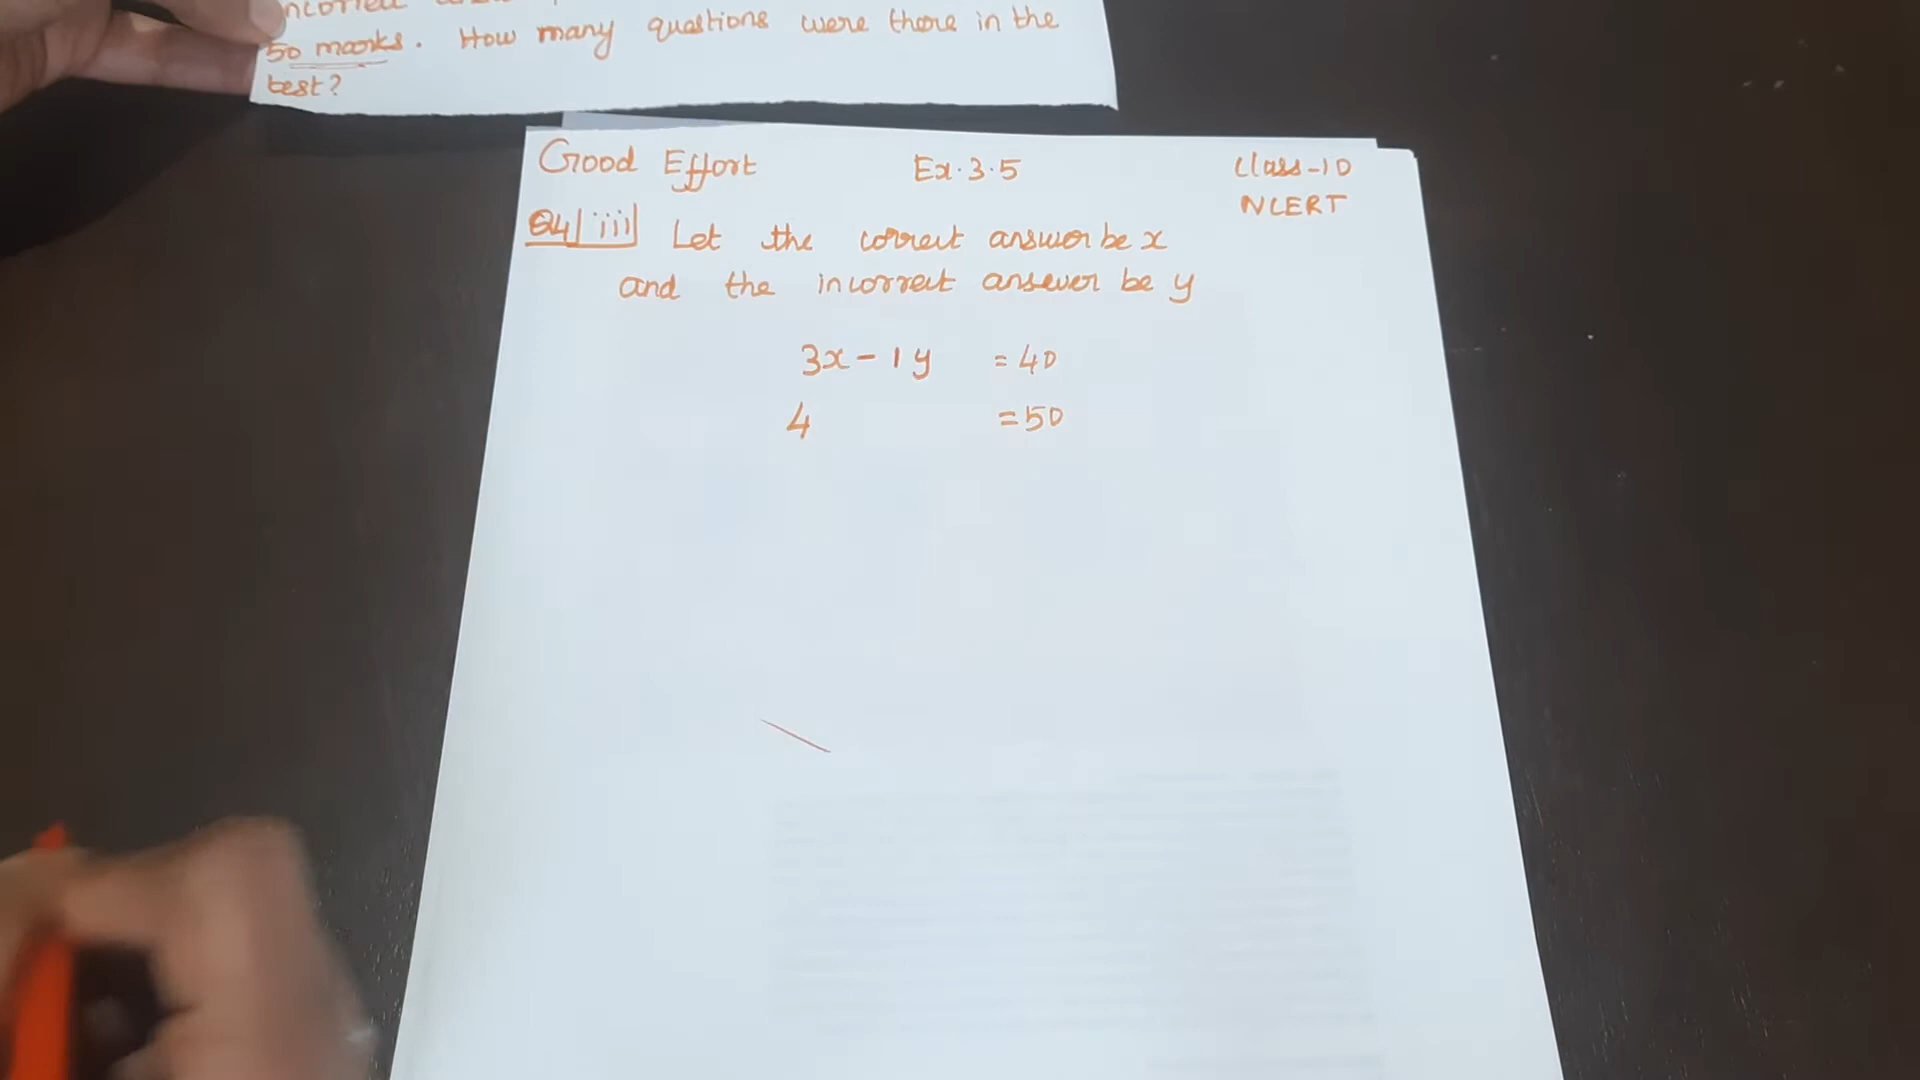 50 marks. How many questions were there in the
test?
Good Effort Ex.3.5 Class-10
NCERT
Q4/iii Let the correct answer be x
and the incorrect answer be y
3x - 1y = 40
4 = 50